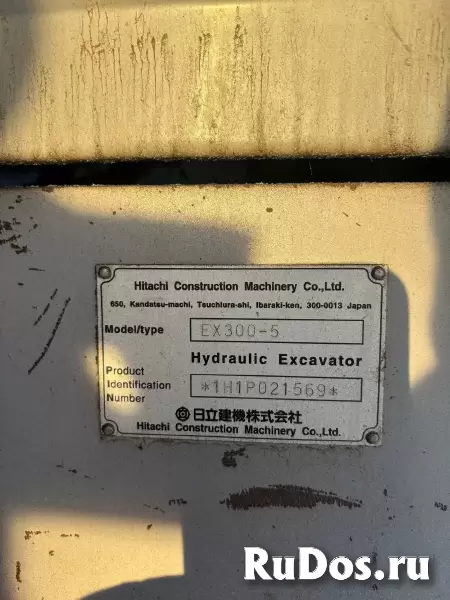 Hitachi Construction Machinery Co.,Ltd.
650, Kandatsu-machi, Tsuchiura-shi, Ibaraki-ken, 300-0013 Japan
Model/type EX300-5
Hydraulic Excavator
Product
Identification *1H1P021569*
Number
日立建機株式会社
Hitachi Construction Machinery Co.,Ltd.
RuDos.ru